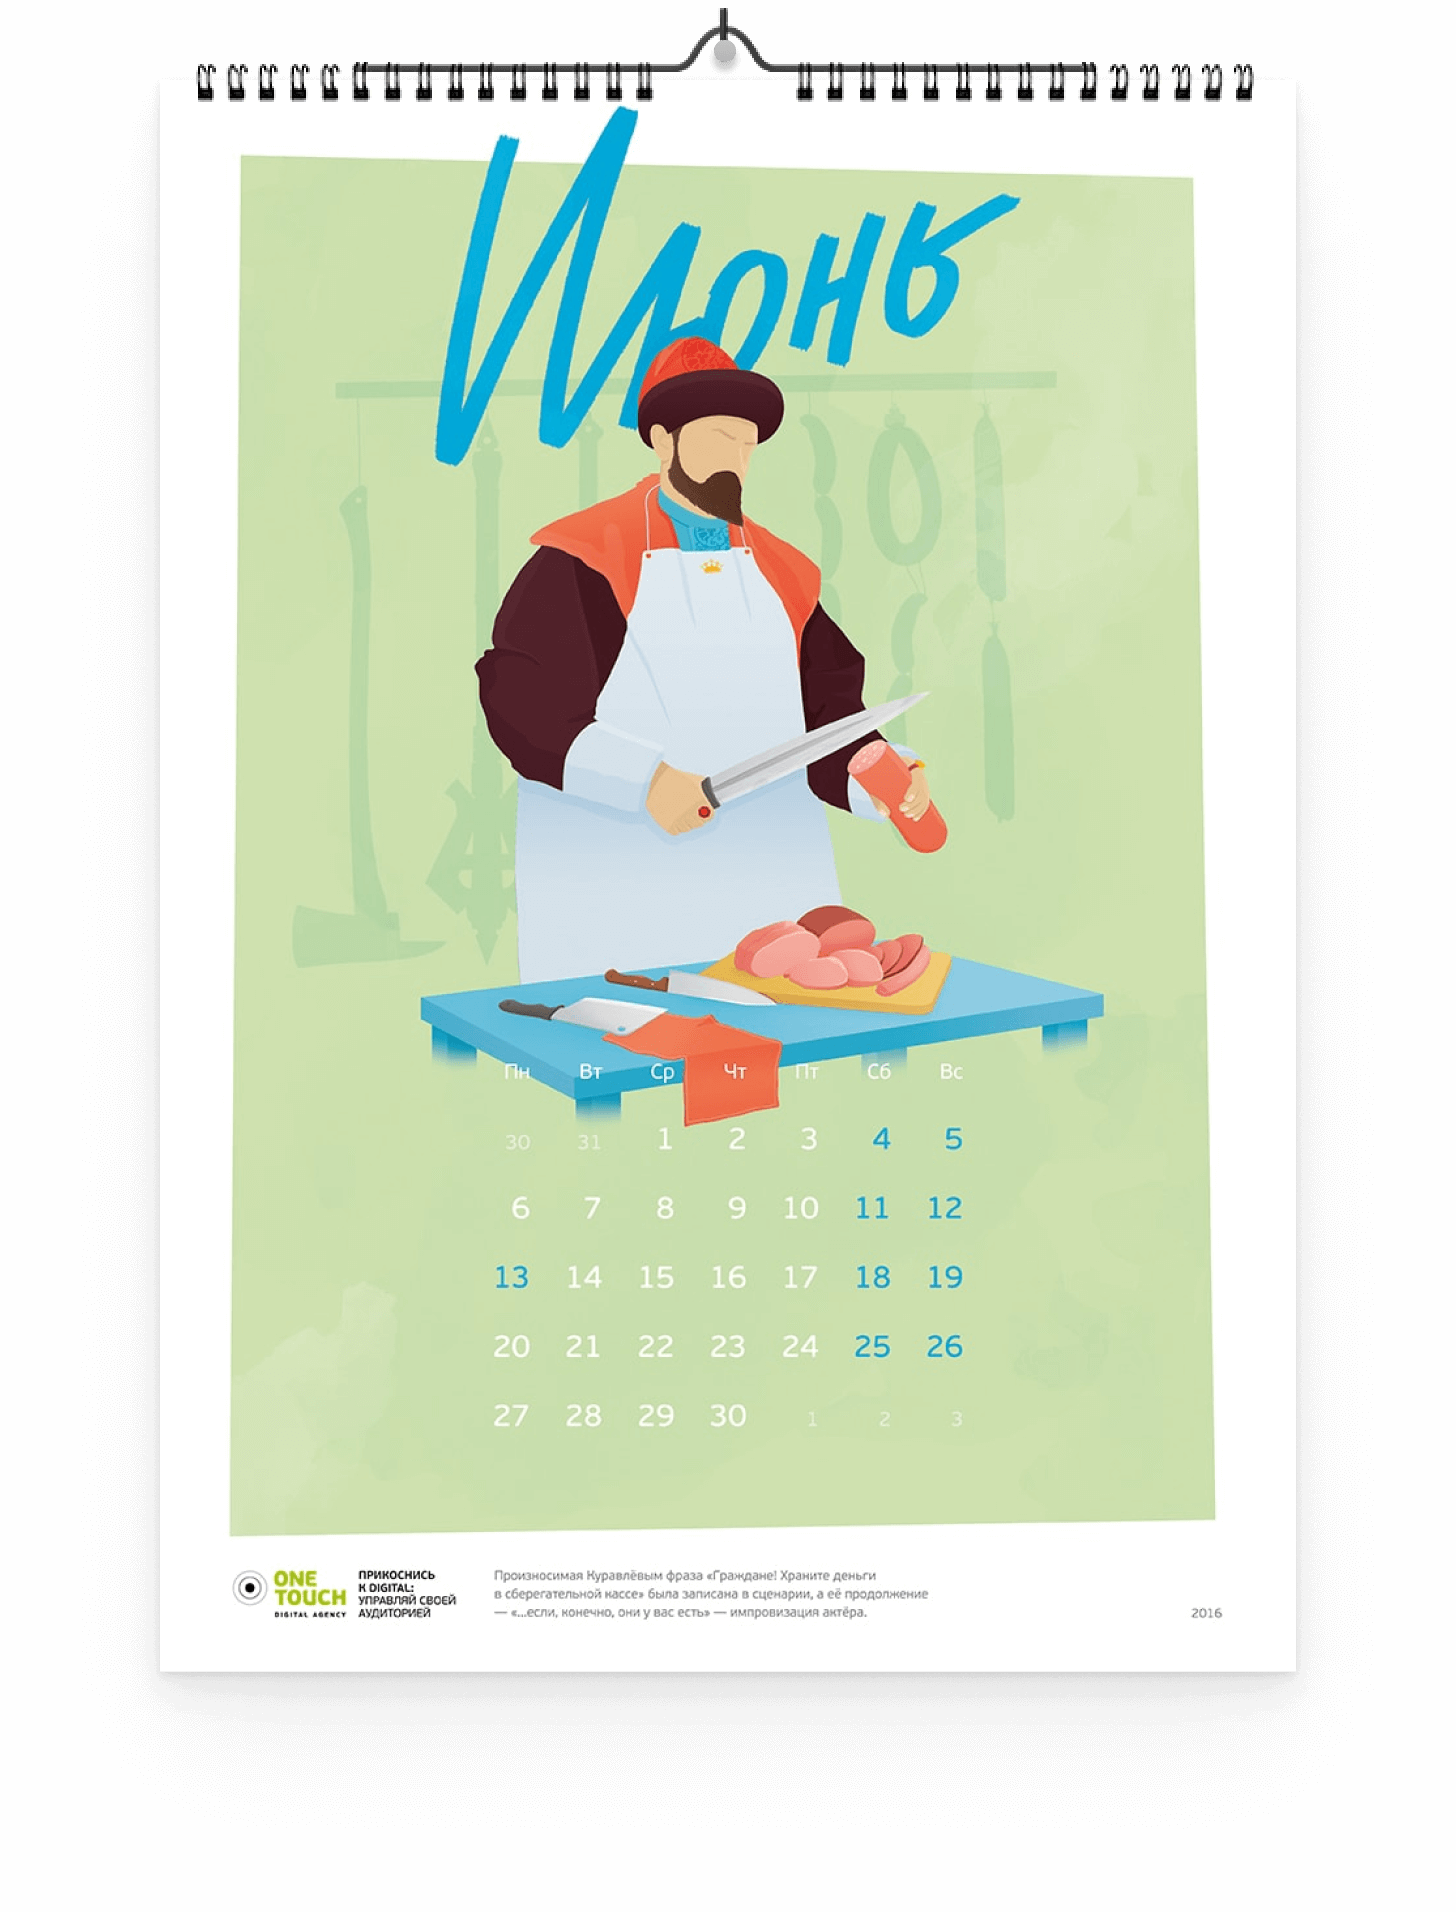 Июнь
Пн Вт Ср Чт Пт Сб Вс
30 31 1 2 3 4 5
6 7 8 9 10 11 12
13 14 15 16 17 18 19
20 21 22 23 24 25 26
27 28 29 30 1 2 3
ONE
TOUCH
DIGITAL AGENCY
ПРИКОСНИСЬ
К DIGITAL:
УПРАВЛЯЙ СВОЕЙ
АУДИТОРИЕЙ
Произносимая Куравлёвым фраза «Граждане! Храните деньги
в сберегательной кассе» была записана в сценарии, а её продолжение
— «...если, конечно, они у вас есть» — импровизация актёра.
2016